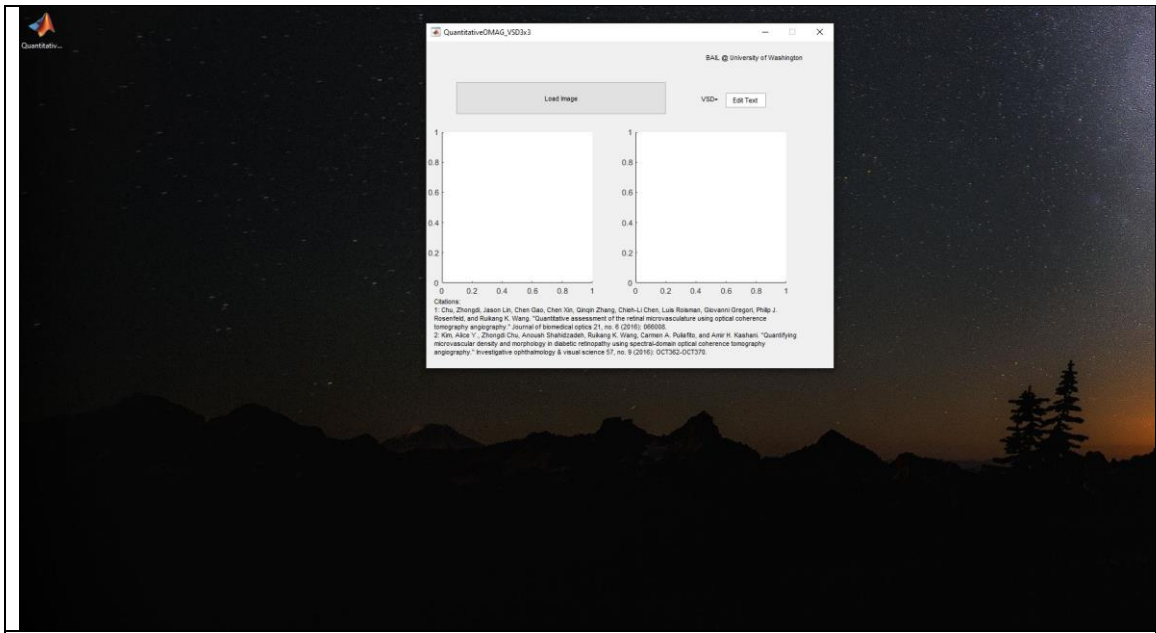 Quantitativ...
QuantitativeOMAG_VSD3x3
BAIL @ University of Washington
Load Image
VSD=
Edit Text
1
0.8
0.6
0.4
0.2
0
0 0.2 0.4 0.6 0.8 1
1
0.8
0.6
0.4
0.2
0
0 0.2 0.4 0.6 0.8 1
Citations:
1: Chu, Zhongdi, Jason Lin, Chen Gao, Chen Xin, Qinqin Zhang, Chieh-Li Chen, Luis Roisman, Giovanni Gregori, Philip J.
Rosenfeld, and Ruikang K. Wang. "Quantitative assessment of the retinal microvasculature using optical coherence
tomography angiography." Journal of biomedical optics 21, no. 6 (2016): 066008.
2: Kim, Alice Y., Zhongdi Chu, Anoush Shahidzadeh, Ruikang K. Wang, Carmen A. Puliafito, and Amir H. Kashani. "Quantifying
microvascular density and morphology in diabetic retinopathy using spectral-domain optical coherence tomography
angiography." Investigative ophthalmology & visual science 57, no. 9 (2016): OCT362-OCT370.